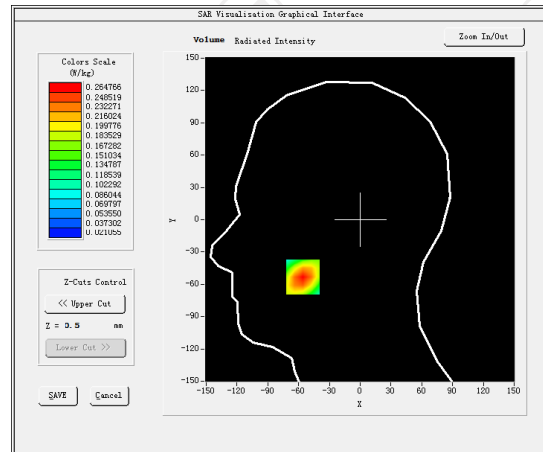 SAR Visualisation Graphical Interface
Volume Radiated Intensity
Zoom In/Out
Colors Scale
(W/kg)
0.264766
0.248519
0.232271
0.216024
0.199776
0.183529
0.167282
0.151034
0.134787
0.118539
0.102292
0.086044
0.069797
0.053550
0.037302
0.021055
Z-Cuts Control
<< Upper Cut
Z = 0.5 mm
Lower Cut >>
SAVE Cancel
150
120
90
60
30
0
-30
-60
-90
-120
-150
Y
-150 -120 -90 -60 -30 0 30 60 90 120 150
X